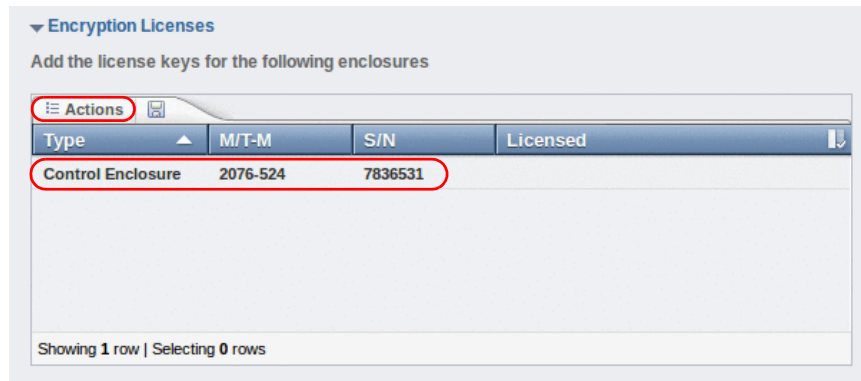 Encryption Licenses
Add the license keys for the following enclosures
Actions
Type M/T-M S/N Licensed
Control Enclosure 2076-524 7836531
Showing 1 row | Selecting 0 rows